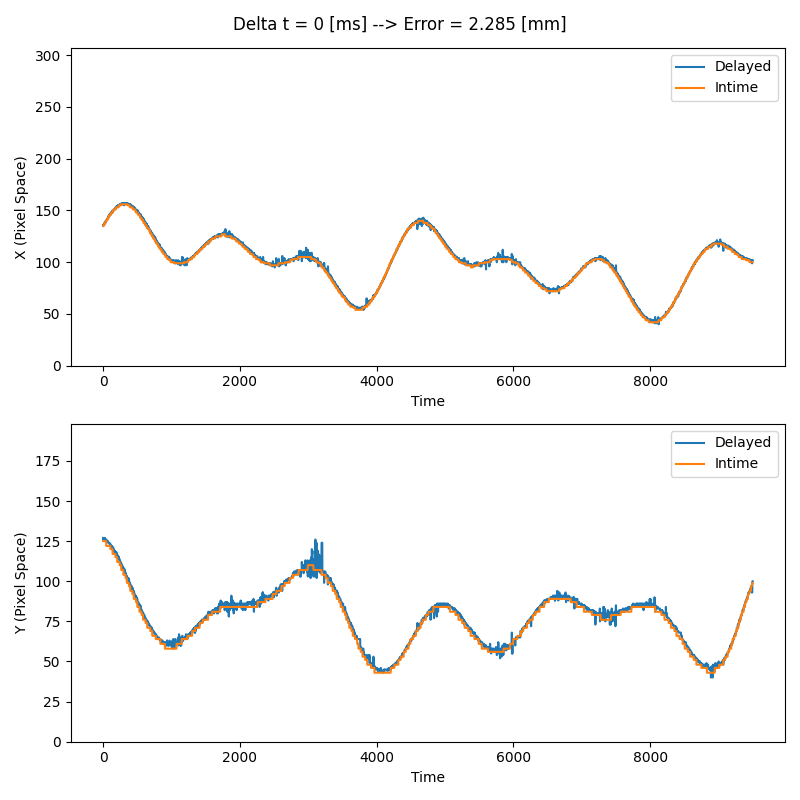 Delta t = 0 [ms] --> Error = 2.285 [mm]
300
250
200
150
100
50
0
X (Pixel Space)
Delayed
Intime
0
2000
4000
6000
8000
Time
175
150
125
100
75
50
25
0
Y (Pixel Space)
Delayed
Intime
0
2000
4000
6000
8000
Time